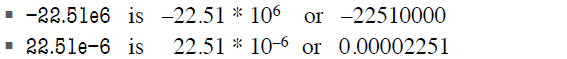 ▪ -22.51e6 is –22.51 * 10⁶ or –22510000
▪ 22.51e-6 is 22.51 * 10⁻⁶ or 0.00002251